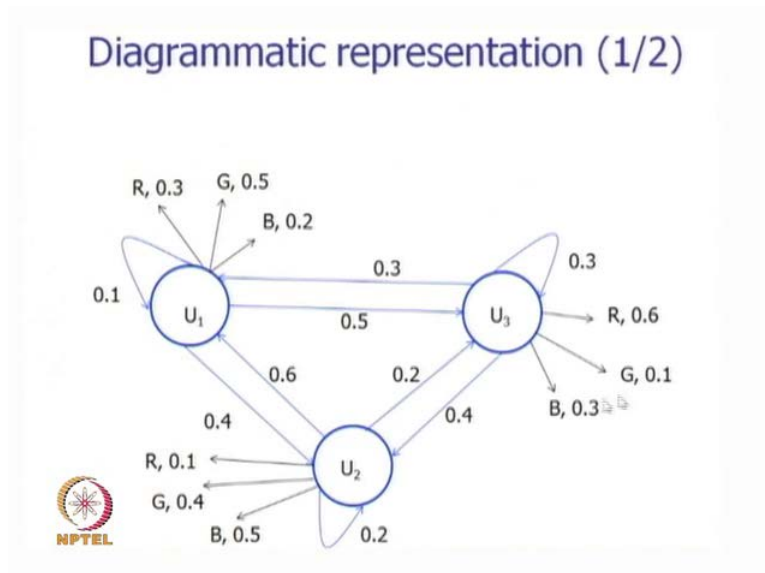 Diagrammatic representation (1/2)
R, 0.3
G, 0.5
B, 0.2
0.1
U1
0.3
0.5
U3
0.3
R, 0.6
G, 0.1
B, 0.3
0.6
0.4
0.2
0.4
U2
R, 0.1
G, 0.4
B, 0.5
0.2
NPTEL